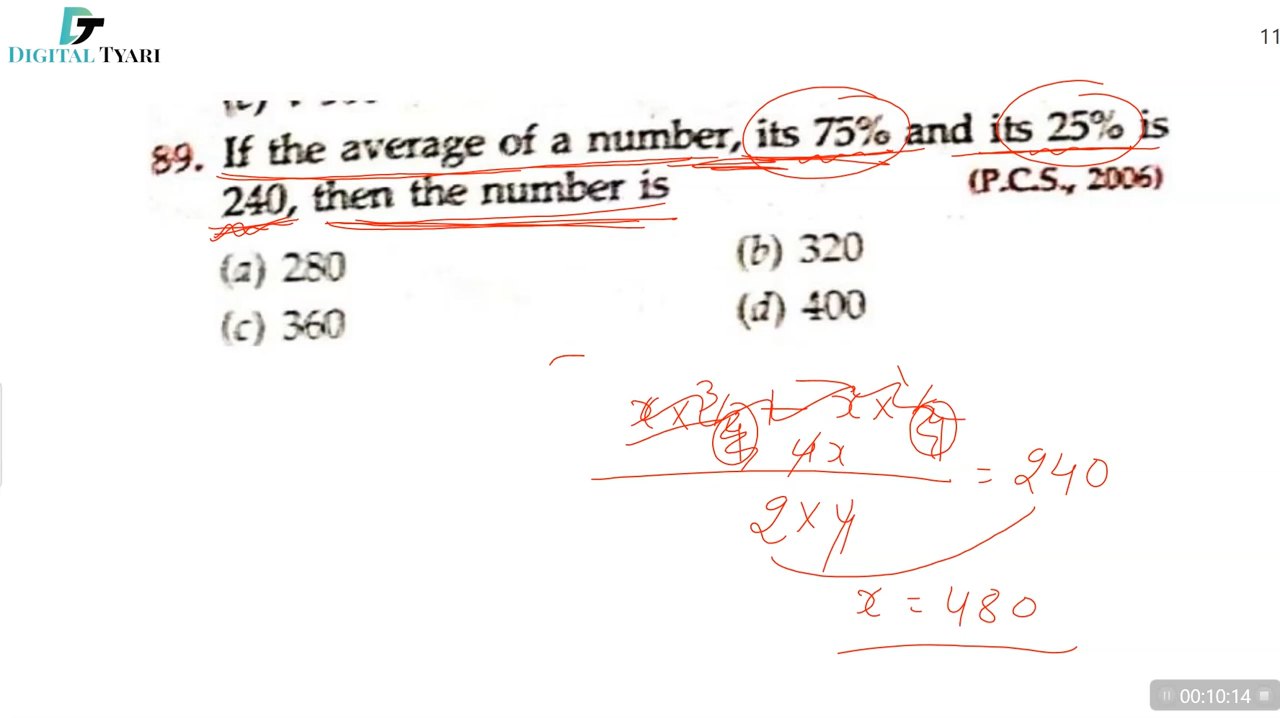 DIGITAL TYARI
11
89. If the average of a number, its 75% and its 25% is
240, then the number is
(P.C.S., 2006)
(a) 280
(b) 320
(c) 360
(d) 400
4x
= 240
2 x 4
x = 480
00:10:14